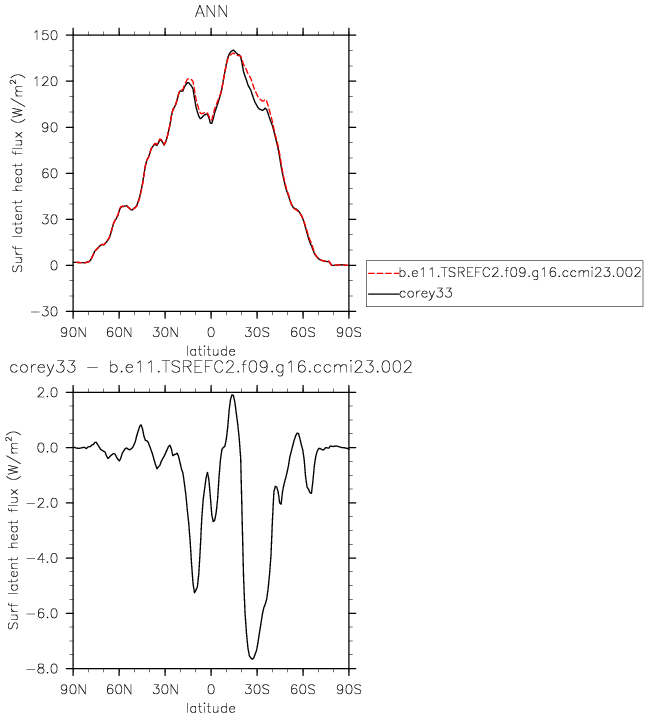 ANN
Surf latent heat flux (W/m²)
150
120
90
60
30
0
−30
90N 60N 30N 0 30S 60S 90S
latitude
b.e11.TSREFC2.f09.g16.ccmi23.002
corey33
corey33 − b.e11.TSREFC2.f09.g16.ccmi23.002
Surf latent heat flux (W/m²)
2.0
0.0
−2.0
−4.0
−6.0
−8.0
90N 60N 30N 0 30S 60S 90S
latitude